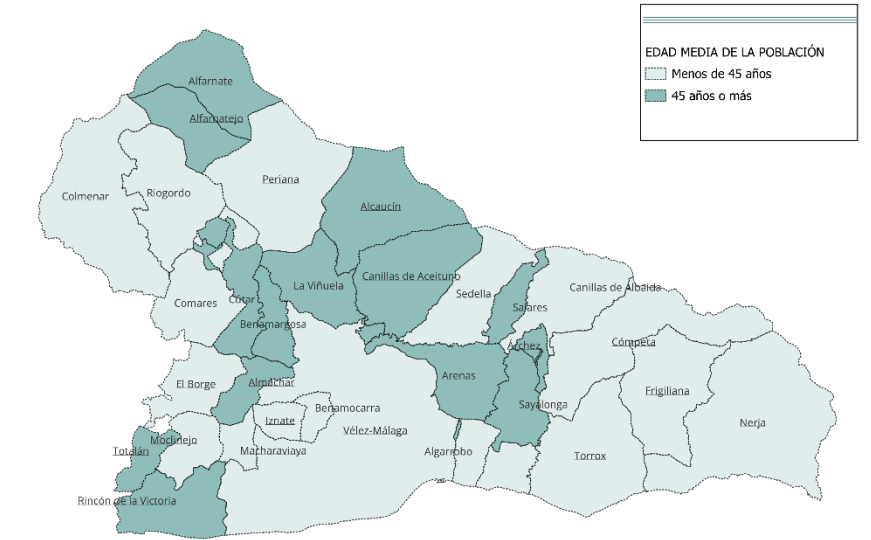 EDAD MEDIA DE LA POBLACIÓN
Menos de 45 años
45 años o más
Alfarnate
Alfarnatejo
Periana
Colmenar
Riogordo
Alcaucín
Canillas de Aceituno
La Viñuela
Sedella
Canillas de Albaida
Comares
Cútar
Salares
Benamargosa
Árchez
Cómpeta
El Borge
Almáchar
Arenas
Frigiliana
Sayalonga
Benamocarra
Iznate
Nerja
Vélez-Málaga
Moclinejo
Totalán
Macharaviaya
Algarrobo
Torrox
Rincón de la Victoria